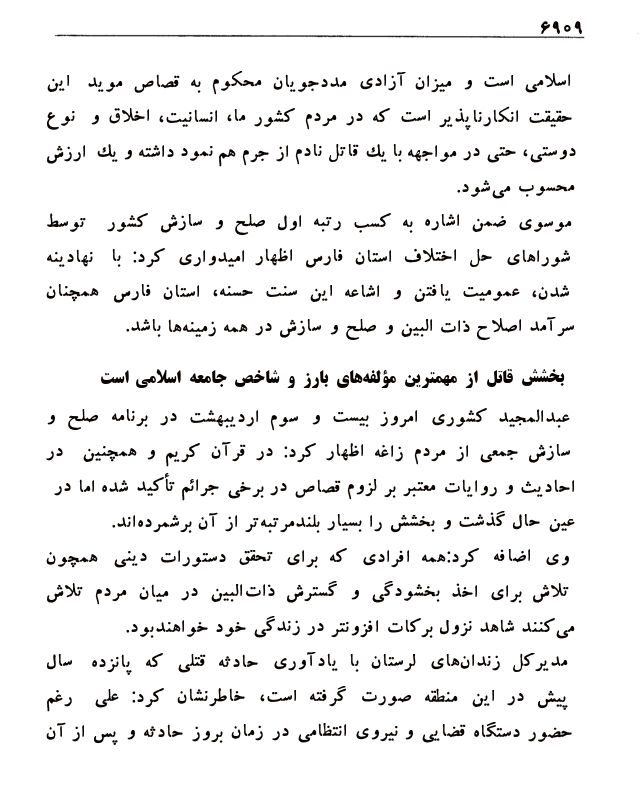 ۶۹۰۹
اسلامی است و میزان آزادی مددجویان محکوم به قصاص موید این
حقیقت انکارناپذیر است که در مردم کشور ما، انسانیت، اخلاق و نوع
دوستی، حتی در مواجهه با یك قاتل نادم از جرم هم نمود داشته و یك ارزش
محسوب می‌شود.
موسوی ضمن اشاره به کسب رتبه اول صلح و سازش کشور توسط
شوراهای حل اختلاف استان فارس اظهار امیدواری کرد: با نهادینه
شدن، عمومیت یافتن و اشاعه این سنت حسنه، استان فارس همچنان
سرآمد اصلاح ذات البین و صلح و سازش در همه زمینه‌ها باشد.
بخشش قاتل از مهمترین مؤلفه‌های بارز و شاخص جامعه اسلامی است
عبدالمجید کشوری امروز بیست و سوم اردیبهشت در برنامه صلح و
سازش جمعی از مردم زاغه اظهار کرد: در قرآن کریم و همچنین در
احادیث و روایات معتبر بر لزوم قصاص در برخی جرائم تأکید شده اما در
عین حال گذشت و بخشش را بسیار بلندمرتبه‌تر از آن برشمرده‌اند.
وی اضافه کرد:همه افرادی که برای تحقق دستورات دینی همچون
تلاش برای اخذ بخشودگی و گسترش ذات‌البین در میان مردم تلاش
می‌کنند شاهد نزول برکات افزونتر در زندگی خود خواهندبود.
مدیرکل زندان‌های لرستان با یادآوری حادثه قتلی که پانزده سال
پیش در این منطقه صورت گرفته است، خاطرنشان کرد: علی رغم
حضور دستگاه قضایی و نیروی انتظامی در زمان بروز حادثه و پس از آن